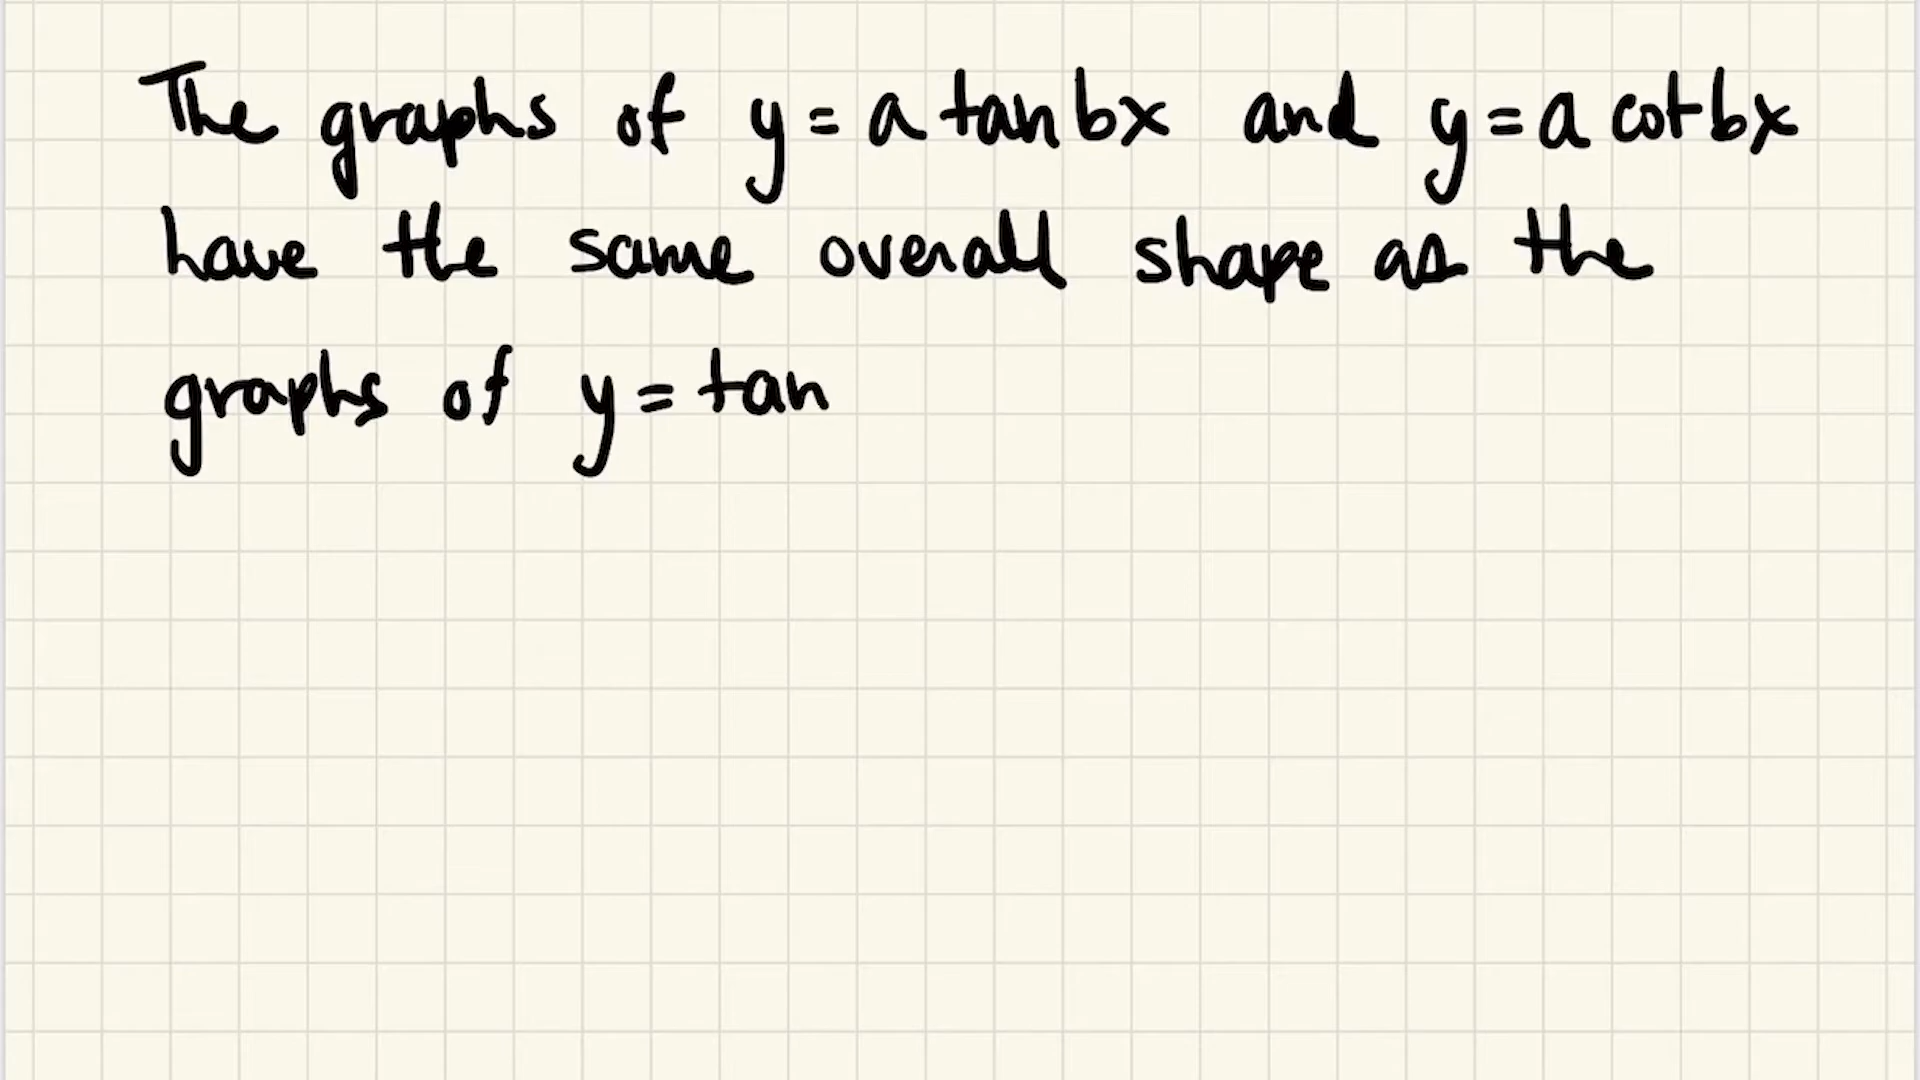 The graphs of y = a tan bx and y = a cot bx
have the same overall shape as the
graphs of y = tan